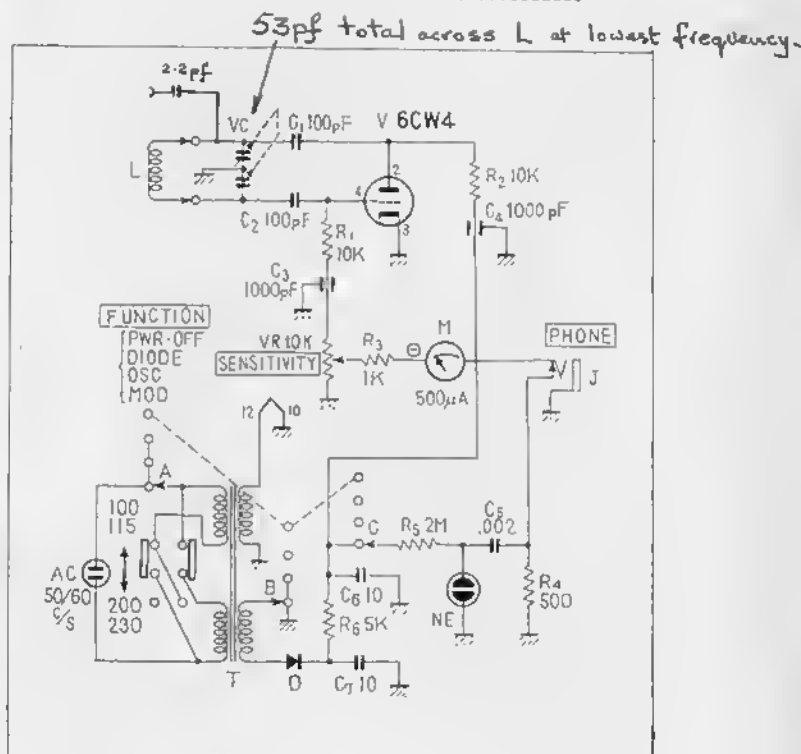 53pf total across L at lowest frequency.
2.2pf
VC
C1 100pF
V 6CW4
L
2
4
3
R2 10K
C4 1000pF
C2 100pF
R1
10K
C3
1000pF
FUNCTION
PWR-OFF
DIODE
OSC
MOD
VR 10K
SENSITIVITY
R3
1K
⊖
M
500μA
PHONE
J
12
10
A
100
115
AC
50/60
C/S
200
230
T
B
C
R5 2M
C5
.002
C6 10
R6 5K
NE
R4
500
D
C7 10